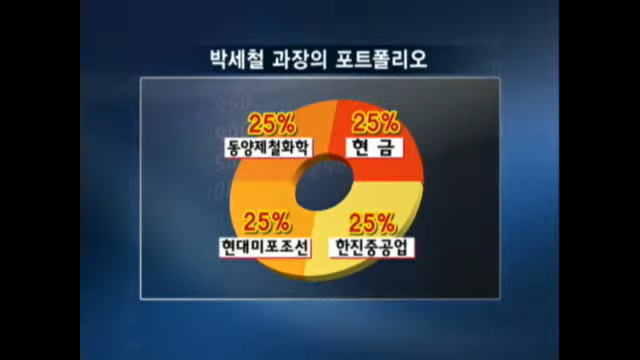 박세철 과장의 포트폴리오
25%
동양제철화학
25%
현 금
25%
현대미포조선
25%
한진중공업